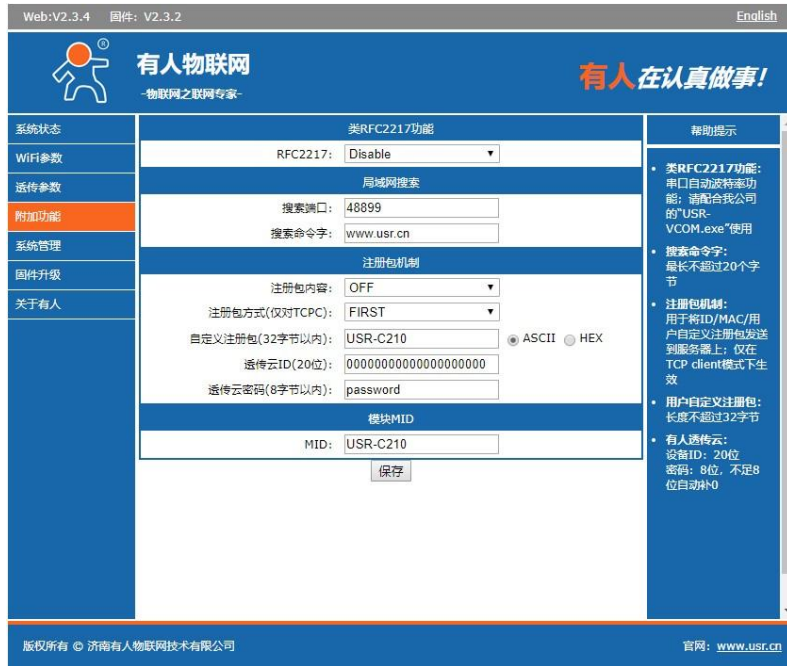 Web:V2.3.4 固件: V2.3.2 English
®
有人物联网
-物联网之联网专家-
有人在认真做事!
系统状态
WiFi参数
透传参数
附加功能
系统管理
固件升级
关于有人
类RFC2217功能
RFC2217: Disable
局域网搜索
搜索端口: 48899
搜索命令字: www.usr.cn
注册包机制
注册包内容: OFF
注册包方式(仅对TCPC): FIRST
自定义注册包(32字节以内): USR-C210 ASCII HEX
透传云ID(20位): 00000000000000000000
透传云密码(8字节以内): password
模块MID
MID: USR-C210
保存
帮助提示
• 类RFC2217功能:
串口自动波特率功
能; 请配合我公司
的"USR-
VCOM.exe"使用
• 搜索命令字:
最长不超过20个字
节
• 注册包机制:
用于将ID/MAC/用
户自定义注册包发送
到服务器上; 仅在
TCP client模式下生
效
• 用户自定义注册包:
长度不超过32字节
• 有人透传云:
设备ID: 20位
密码: 8位, 不足8
位自动补0
版权所有 © 济南有人物联网技术有限公司 官网: www.usr.cn